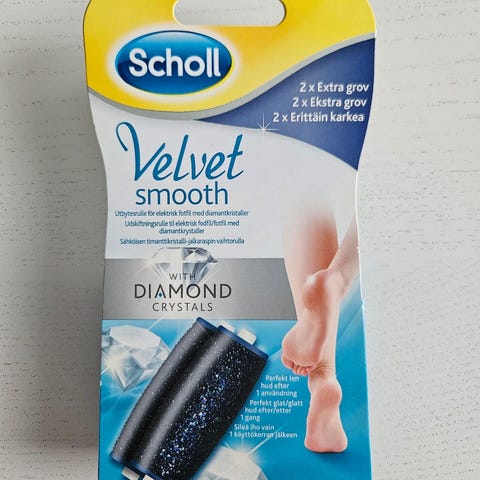 Scholl
2 x Extra grov
2 x Ekstra grov
2 x Erittäin karkea
Velvet
smooth
Utbytesrulle för elektrisk fotfil med diamantkristaller
Udskiftningsrulle til elektrisk fodfil/fotfil med
diamantkrystaller
Sähköisen timanttikristalli-jalkaraspin vaihtorulla
WITH
DIAMOND
CRYSTALS
Perfekt len
hud efter
1 användning
Perfekt glat/glatt
hud efter/etter
1 gang
Sileä iho vain
1 käyttökerran jälkeen